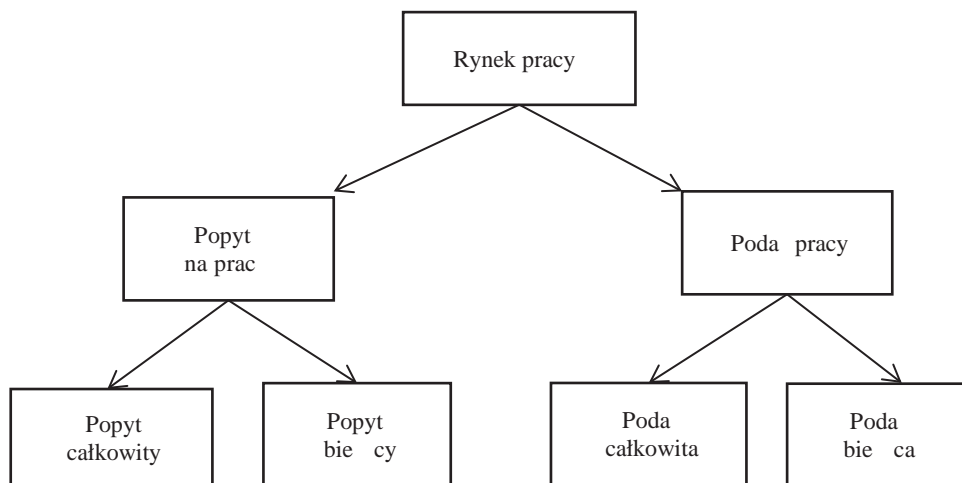 Rynek pracy
Popyt
na prac
Poda pracy
Popyt
całkowity
Popyt
bie cy
Poda
całkowita
Poda
bie ca